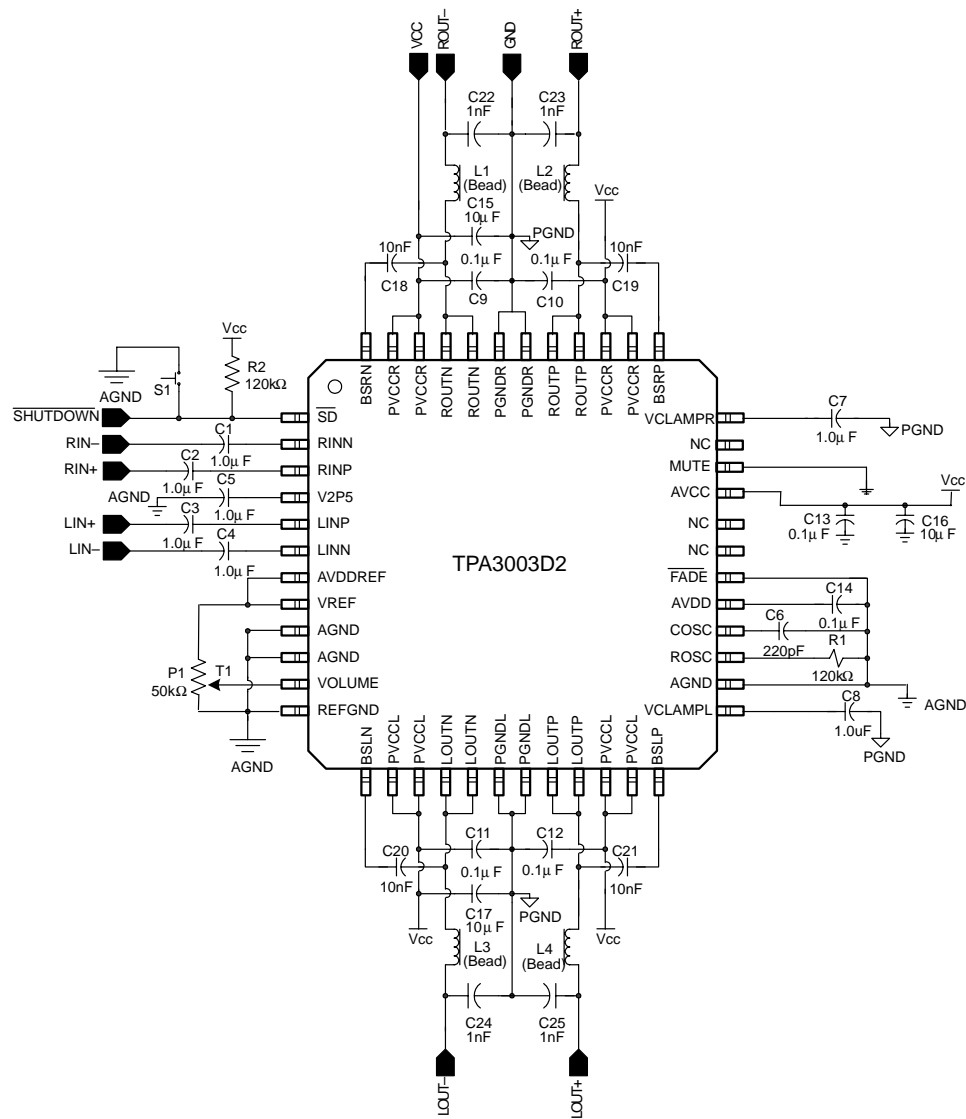 VCC
ROUT–
GND
ROUT+
C22
1nF
C23
1nF
L1
(Bead)
L2
(Bead)
Vcc
C15
10µ F
PGND
10nF
C18
0.1µ F
C9
0.1µ F
C10
10nF
C19
Vcc
R2
120kΩ
S1
AGND
BSRN
PVCCR
PVCCR
ROUTN
ROUTN
PGNDR
PGNDR
ROUTP
ROUTP
PVCCR
PVCCR
BSRP
SHUTDOWN
RIN–
RIN+
AGND
LIN+
LIN–
C1
1.0µ F
C2
1.0µ F
C5
1.0µ F
C3
1.0µ F
C4
1.0µ F
SD
RINN
RINP
V2P5
LINP
LINN
AVDDREF
VREF
AGND
AGND
VOLUME
REFGND
P1
50kΩ
T1
AGND
TPA3003D2
VCLAMPR
NC
MUTE
AVCC
NC
NC
FADE
AVDD
COSC
ROSC
AGND
VCLAMPL
C7
1.0µ F
PGND
Vcc
C13
0.1µ F
C16
10µ F
C14
0.1µ F
C6
220pF
R1
120kΩ
AGND
C8
1.0uF
PGND
BSLN
PVCCL
PVCCL
LOUTN
LOUTN
PGNDL
PGNDL
LOUTP
LOUTP
PVCCL
PVCCL
BSLP
C20
10nF
C11
0.1µ F
C12
0.1µ F
C21
10nF
C17
10µ F
PGND
Vcc
Vcc
L3
(Bead)
L4
(Bead)
C24
1nF
C25
1nF
LOUT–
LOUT+